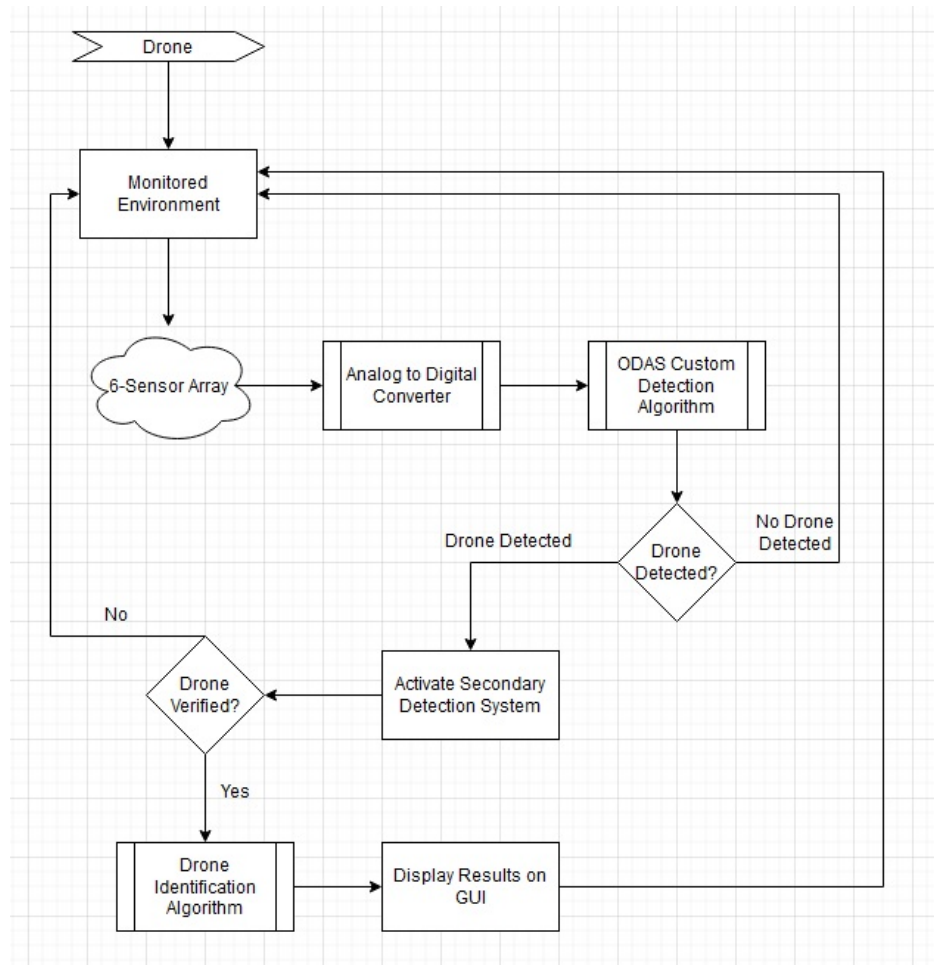 Drone
Monitored
Environment
6-Sensor Array
Analog to Digital
Converter
ODAS Custom
Detection
Algorithm
Drone Detected
Drone
Detected?
No Drone
Detected
No
Drone
Verified?
Activate Secondary
Detection System
Yes
Drone
Identification
Algorithm
Display Results on
GUI